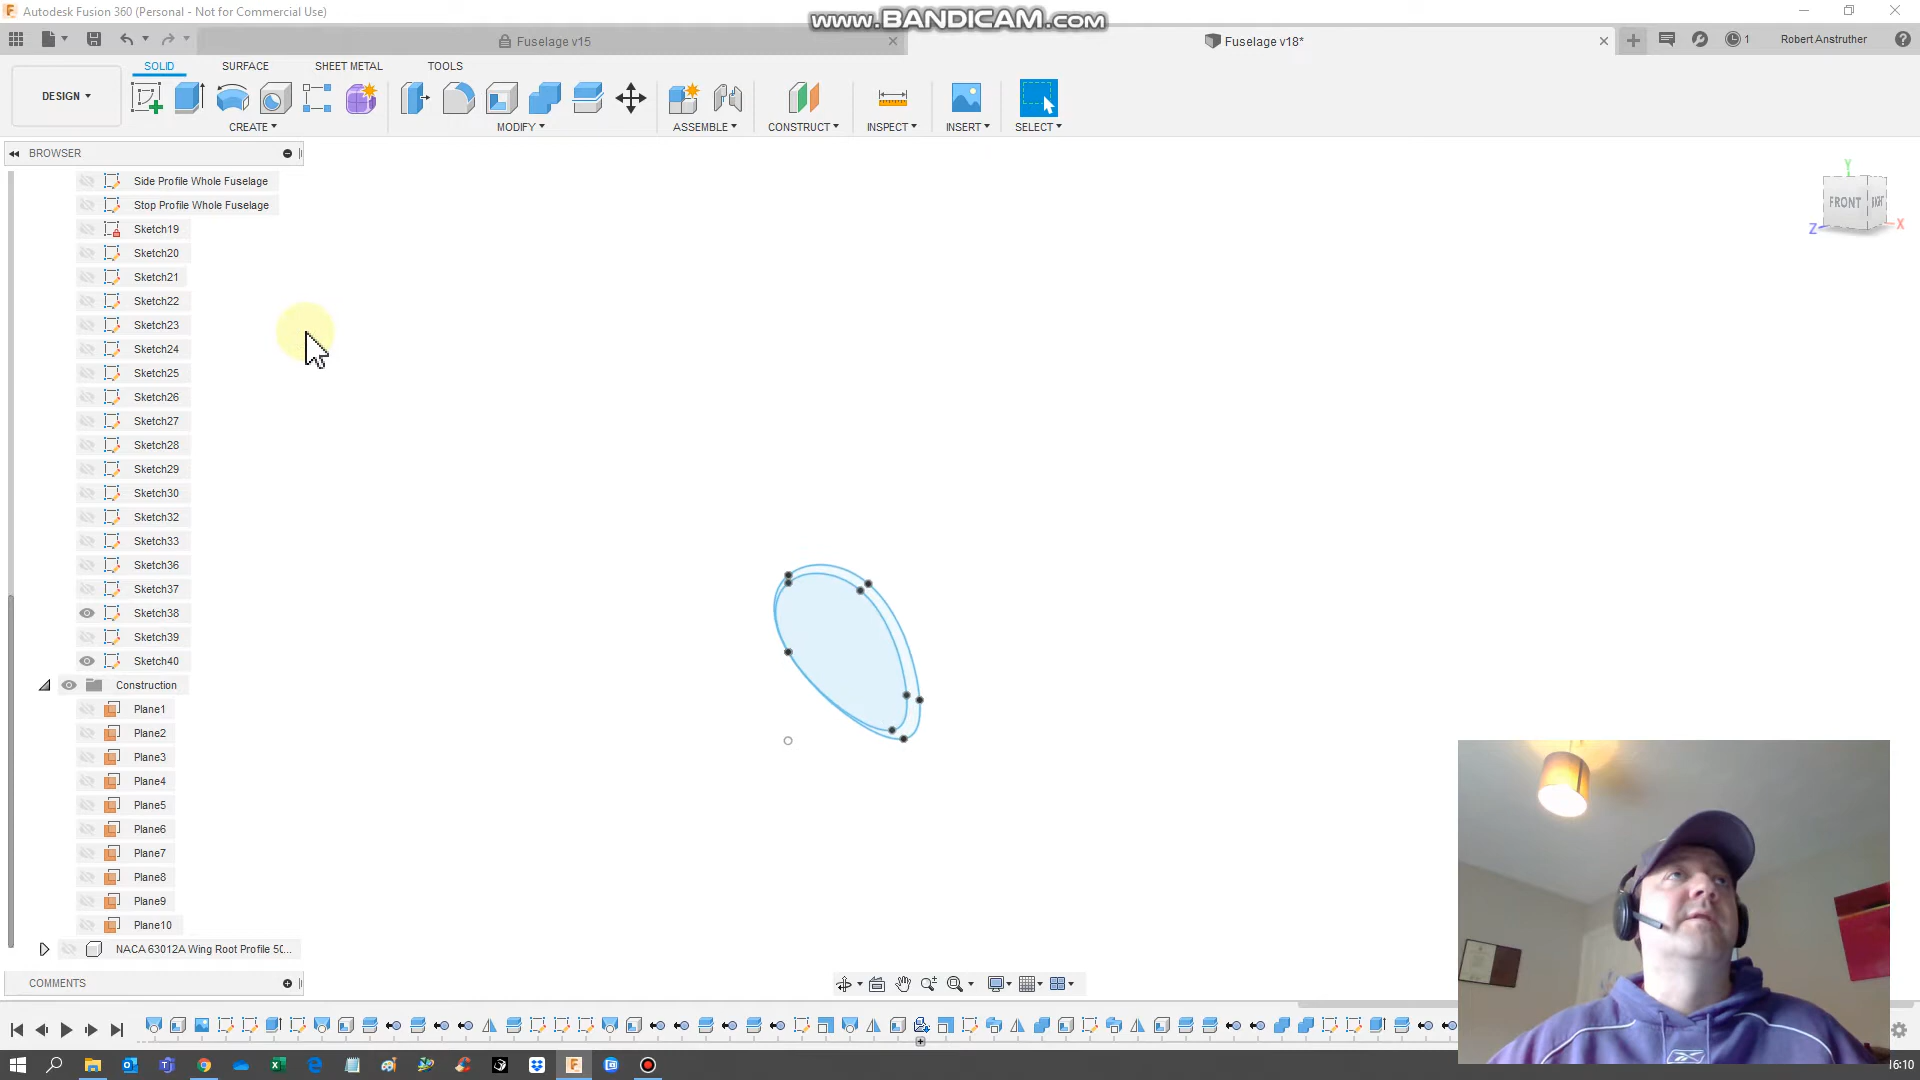 Autodesk Fusion 360 (Personal - Not for Commercial Use)
www.BANDICAM.com
Fuselage v15
Fuselage v18*
1
Robert Anstruther
DESIGN
SOLID
SURFACE
SHEET METAL
TOOLS
CREATE
MODIFY
ASSEMBLE
CONSTRUCT
INSPECT
INSERT
SELECT
BROWSER
Side Profile Whole Fuselage
Stop Profile Whole Fuselage
Sketch19
Sketch20
Sketch21
Sketch22
Sketch23
Sketch24
Sketch25
Sketch26
Sketch27
Sketch28
Sketch29
Sketch30
Sketch32
Sketch33
Sketch36
Sketch37
Sketch38
Sketch39
Sketch40
Construction
Plane1
Plane2
Plane3
Plane4
Plane5
Plane6
Plane7
Plane8
Plane9
Plane10
NACA 63012A Wing Root Profile 50...
COMMENTS
Y
FRONT
RIGHT
Z
X
16:10